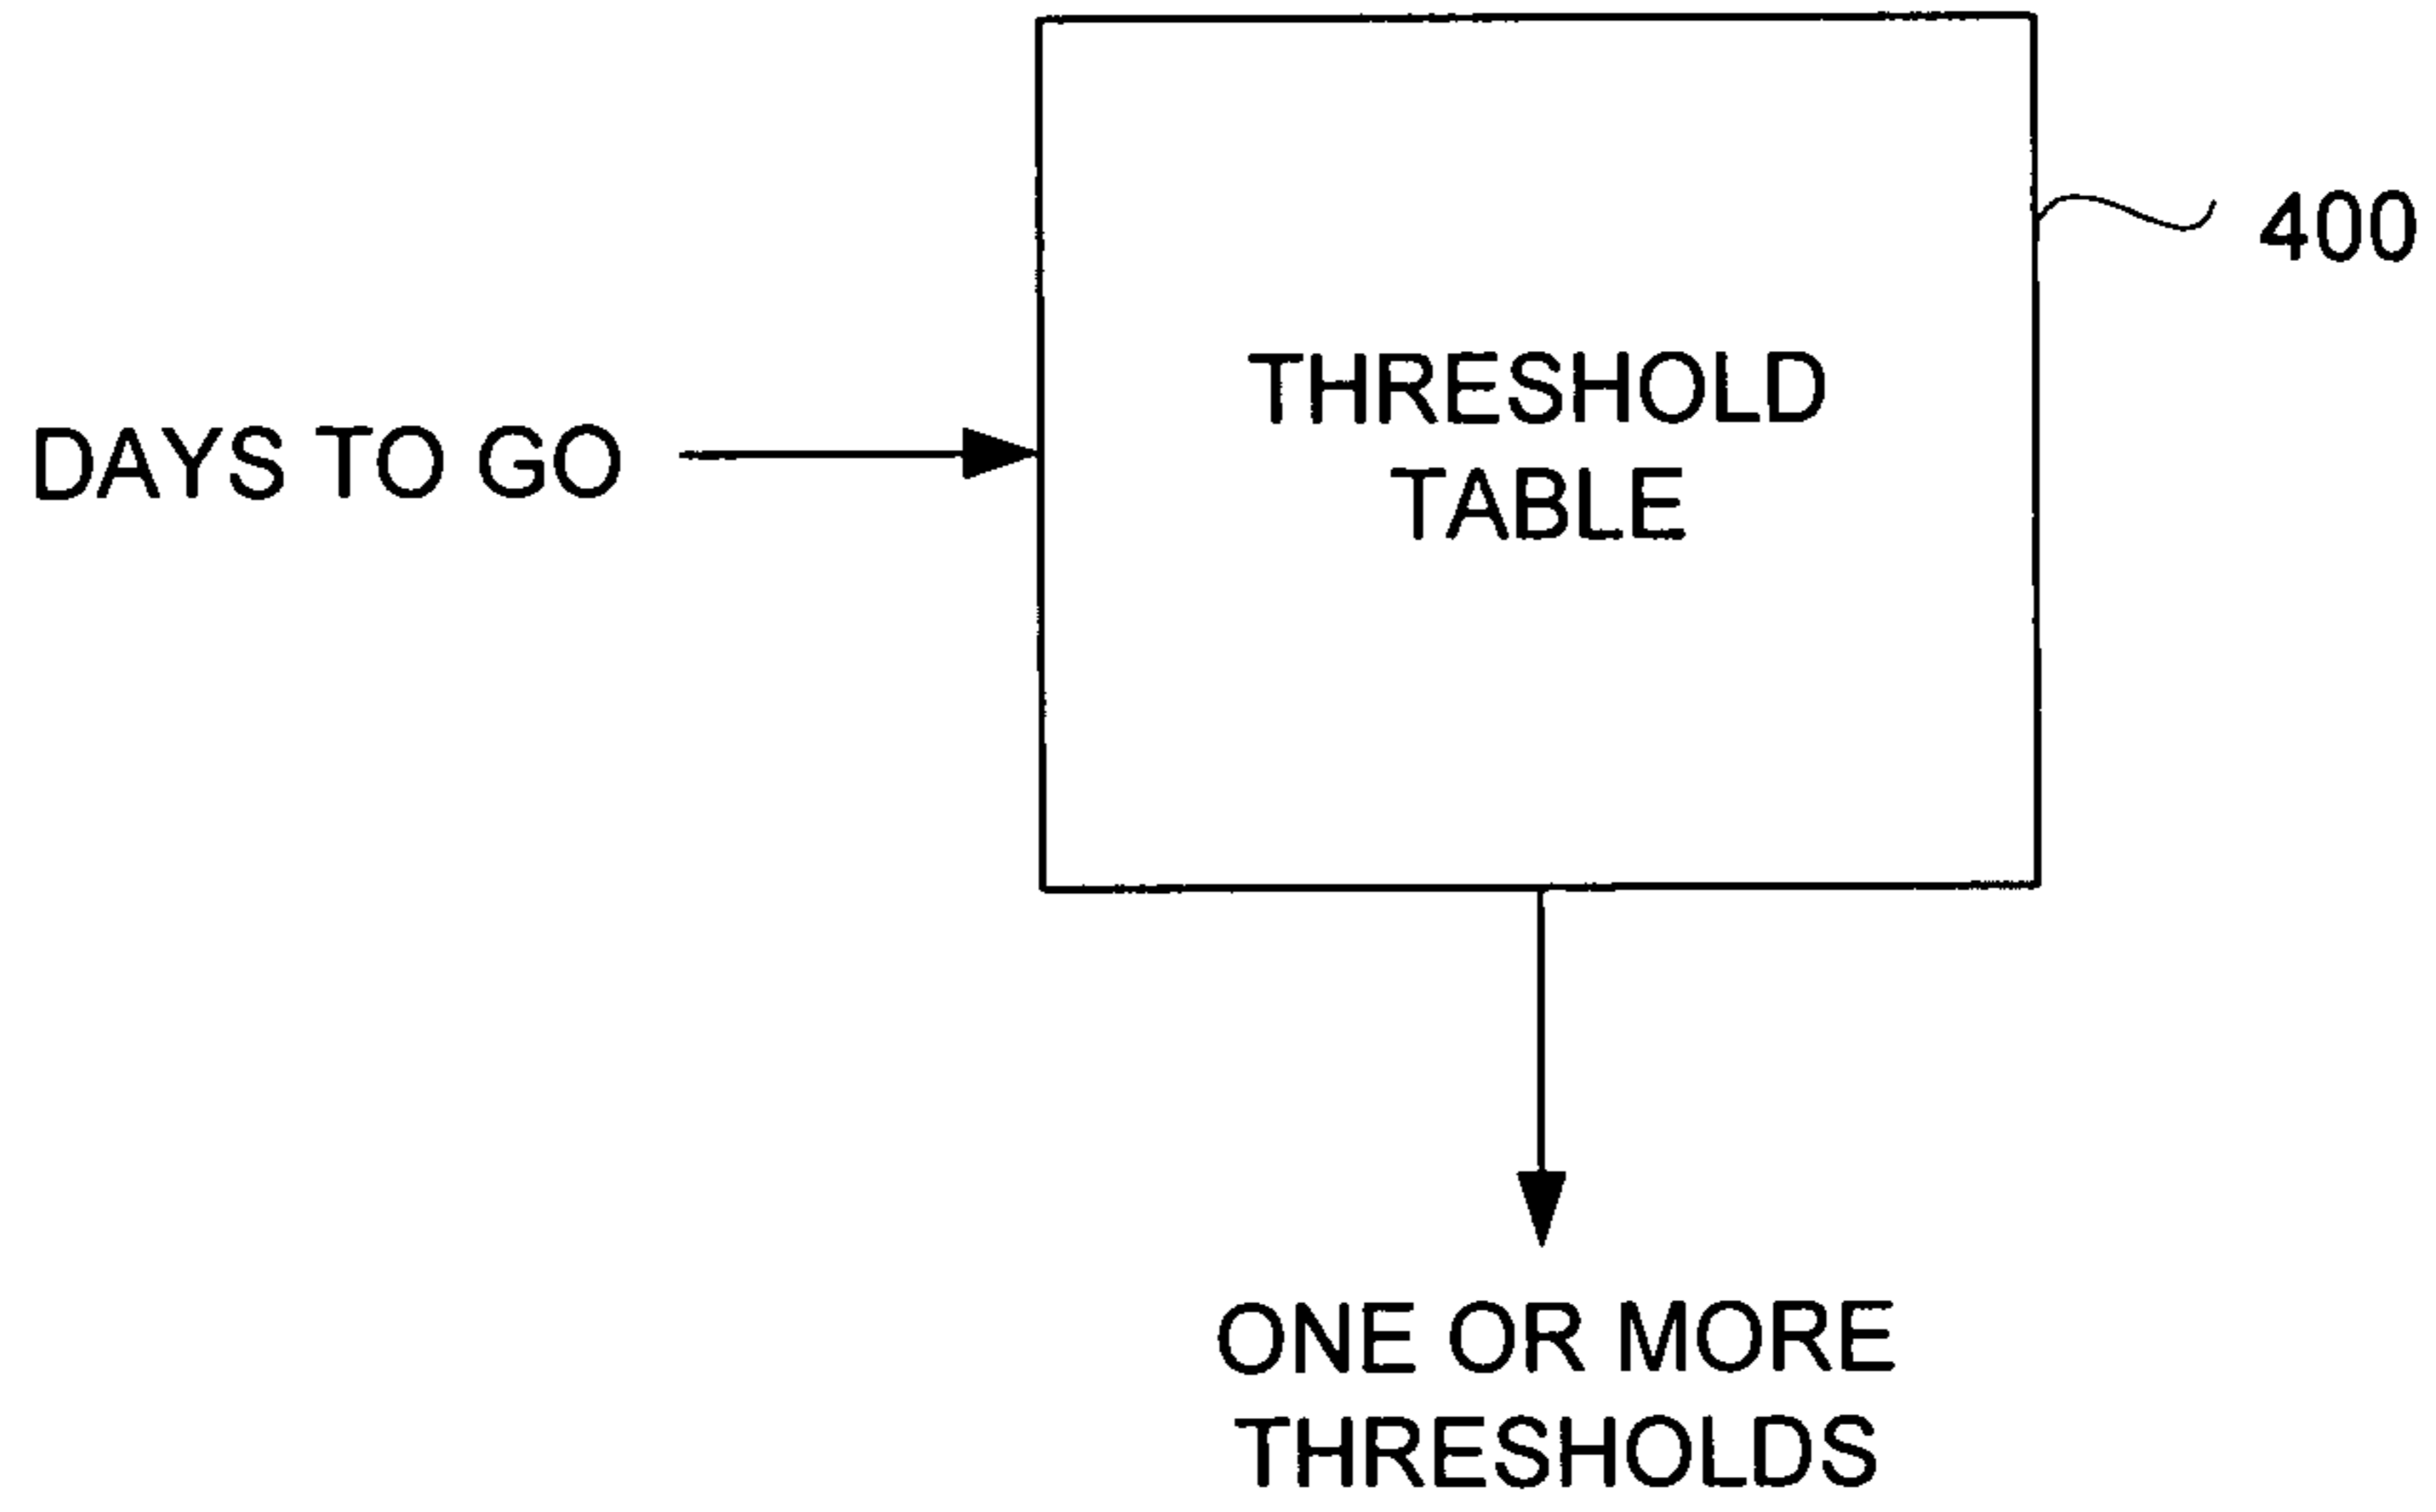 400
THRESHOLD
TABLE
DAYS TO GO
ONE OR MORE
THRESHOLDS